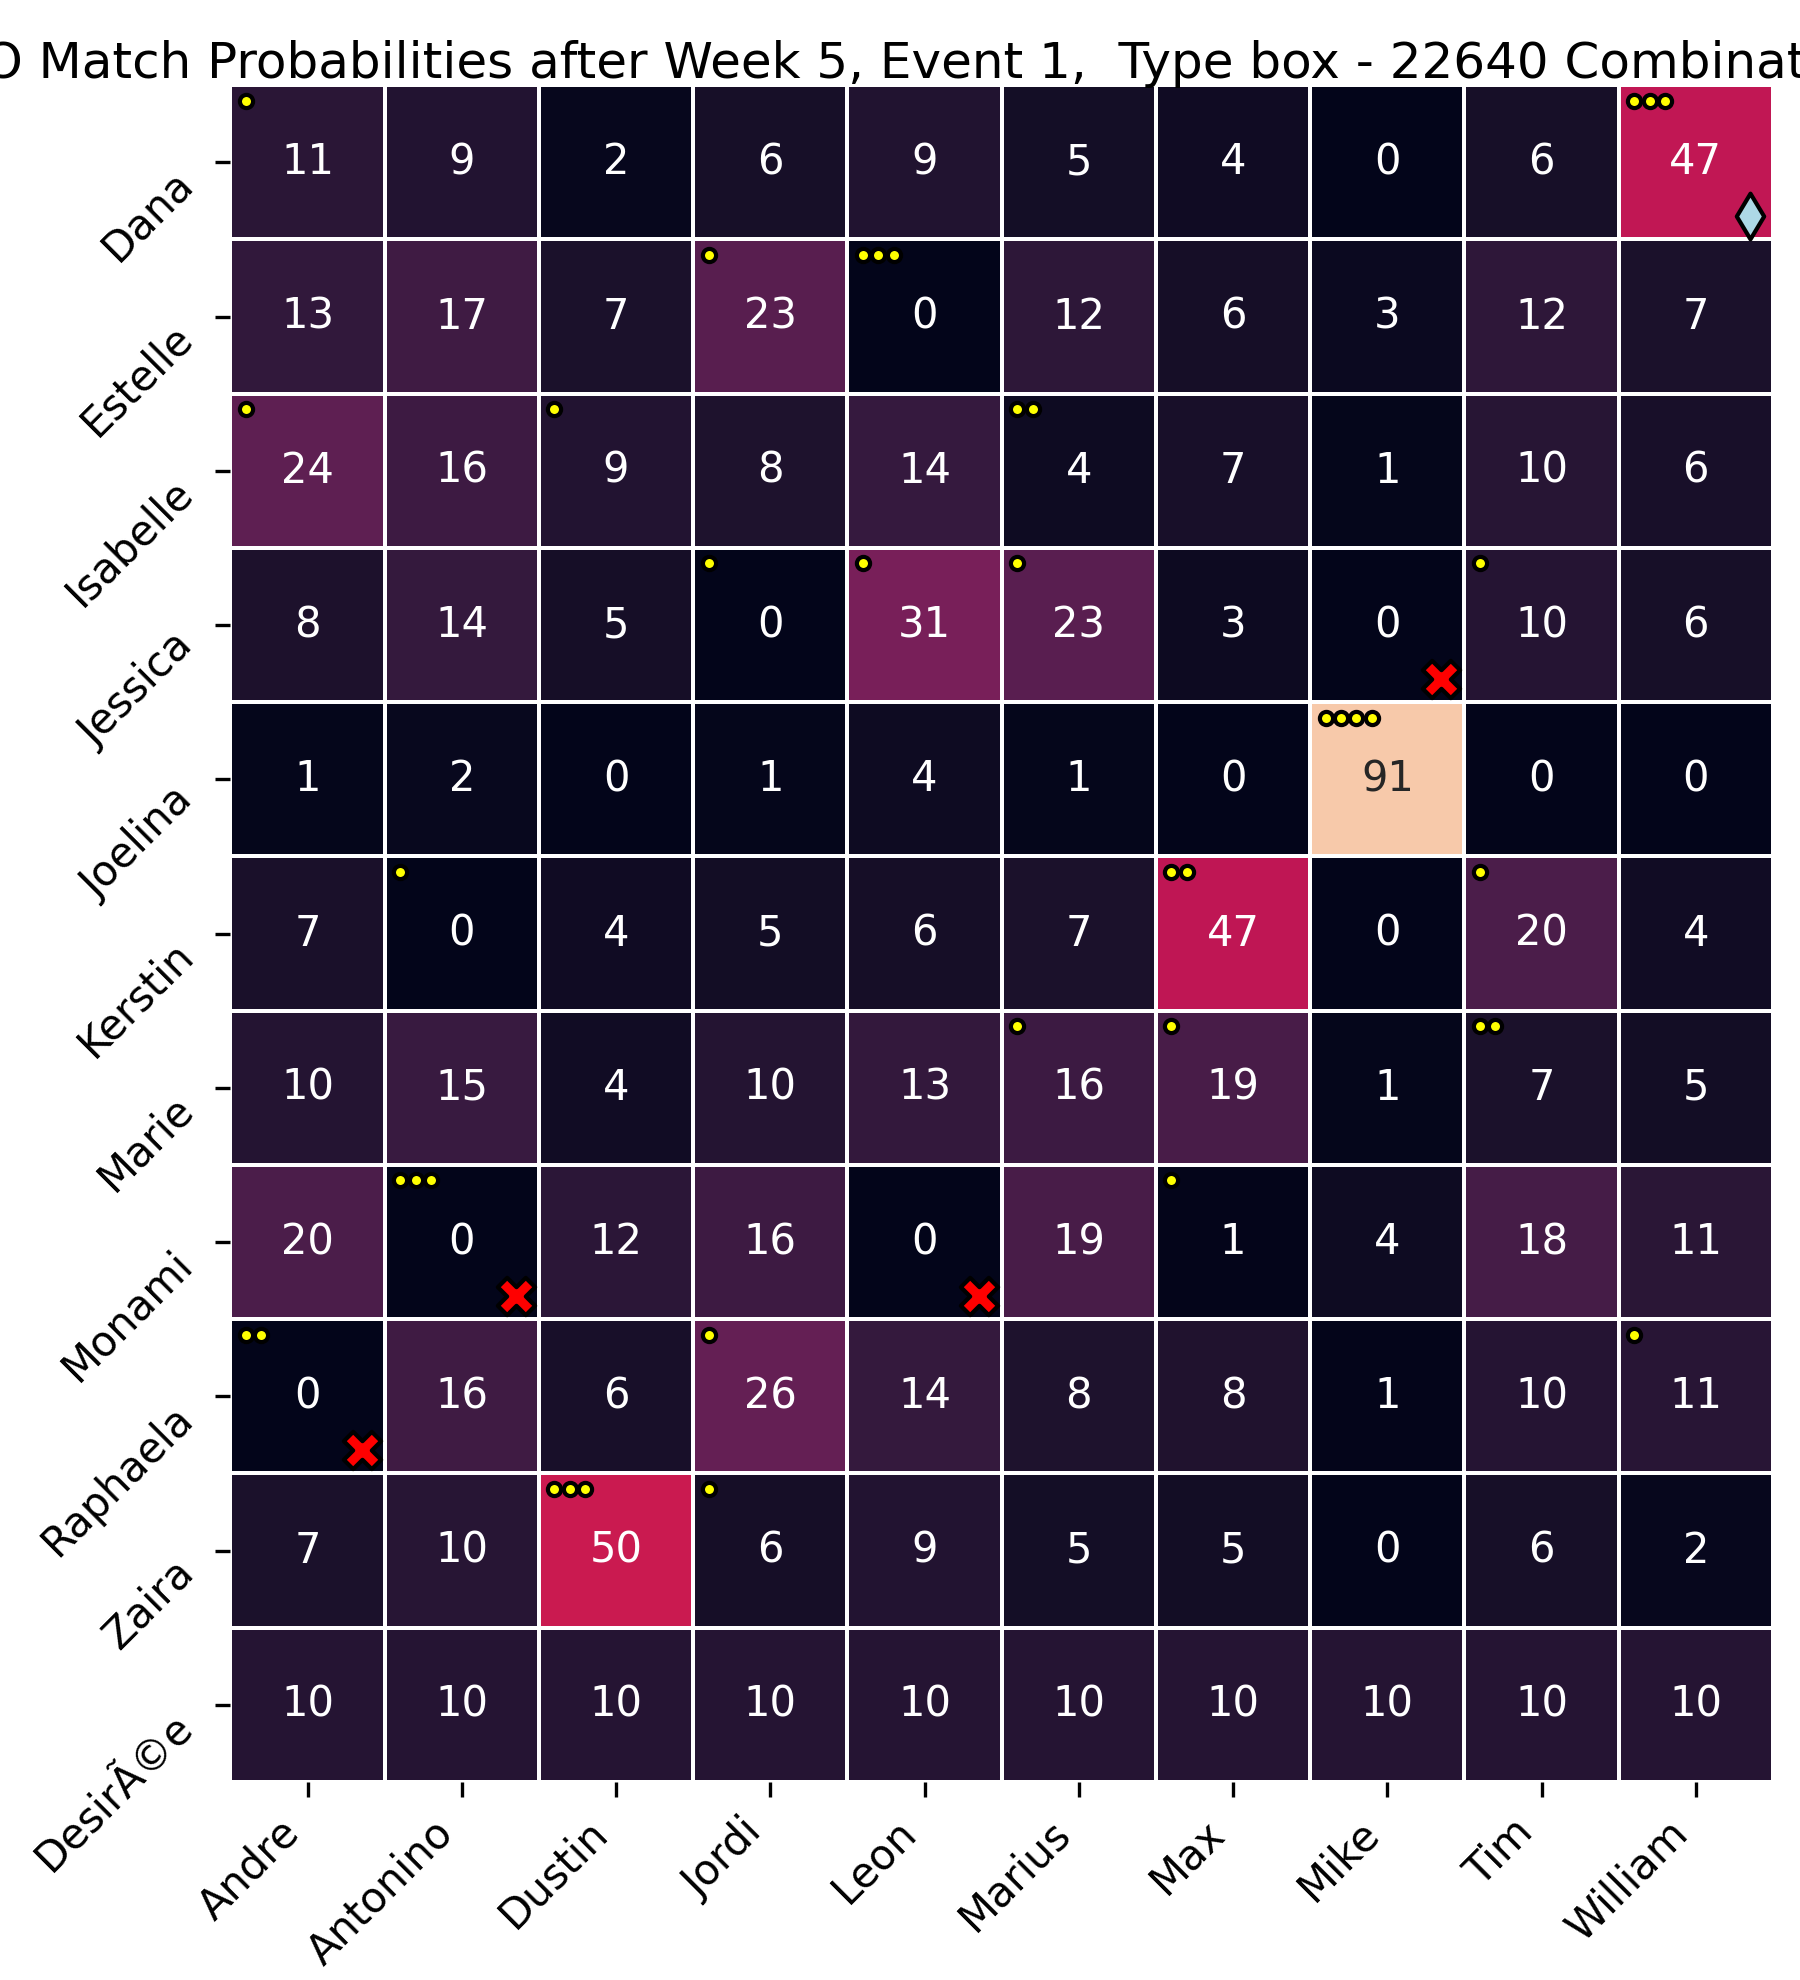 O Match Probabilities after Week 5, Event 1, Type box - 22640 Combinat
Dana 11 9 2 6 9 5 4 0 6 47
Estelle 13 17 7 23 0 12 6 3 12 7
Isabelle 24 16 9 8 14 4 7 1 10 6
Jessica 8 14 5 0 31 23 3 0 10 6
Joelina 1 2 0 1 4 1 0 91 0 0
Kerstin 7 0 4 5 6 7 47 0 20 4
Marie 10 15 4 10 13 16 19 1 7 5
Monami 20 0 12 16 0 19 1 4 18 11
Raphaela 0 16 6 26 14 8 8 1 10 11
Zaira 7 10 50 6 9 5 5 0 6 2
DesirÃ©e 10 10 10 10 10 10 10 10 10 10
Andre Antonino Dustin Jordi Leon Marius Max Mike Tim William